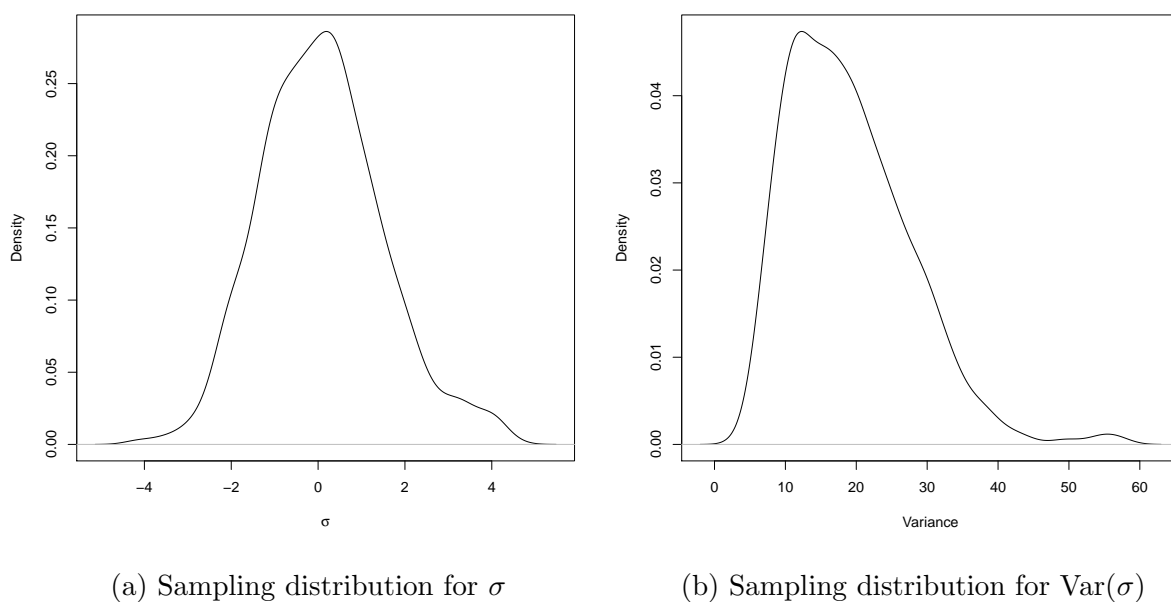 0.00 0.05 0.10 0.15 0.20 0.25
Density
−4 −2 0 2 4
σ
0.00 0.01 0.02 0.03 0.04
Density
0 10 20 30 40 50 60
Variance
(a) Sampling distribution for σ
(b) Sampling distribution for Var(σ)